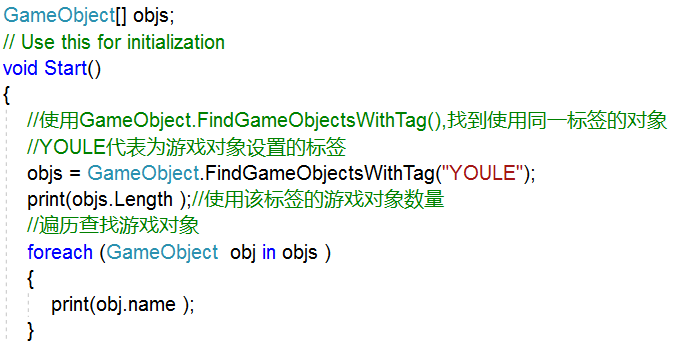 GameObject[] objs;
// Use this for initialization
void Start()
{
//使用GameObject.FindGameObjectsWithTag(),找到使用同一标签的对象
//YOULE代表为游戏对象设置的标签
objs = GameObject.FindGameObjectsWithTag("YOULE");
print(objs.Length );//使用该标签的游戏对象数量
//遍历查找游戏对象
foreach (GameObject  obj in objs )
{
print(obj.name );
}